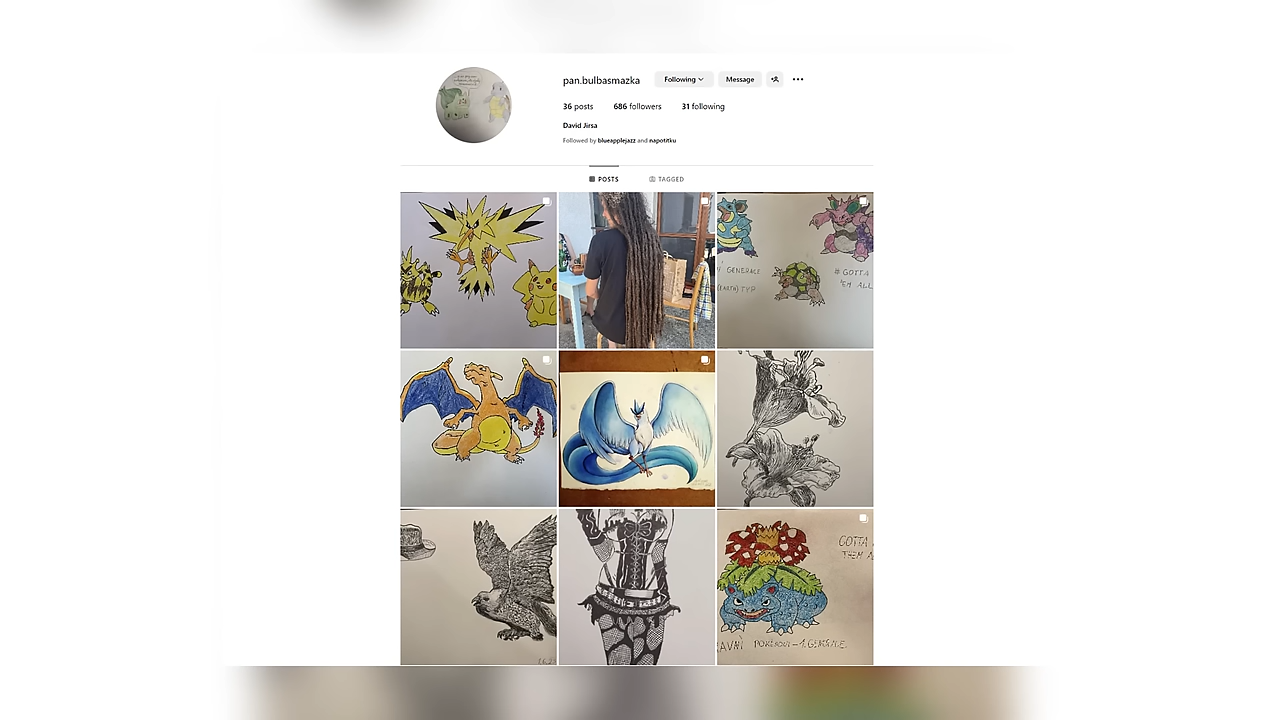 pan.bulbasmazka Following Message
36 posts 686 followers 31 following
David Jirsa
Followed by blueapplejazz and napotitku
POSTS TAGGED
GENERACE
(EARTH) TYP
# GOTTA
'EM ALL
GOTTA
THEM A
POKÉMONI - 1. GENERACE